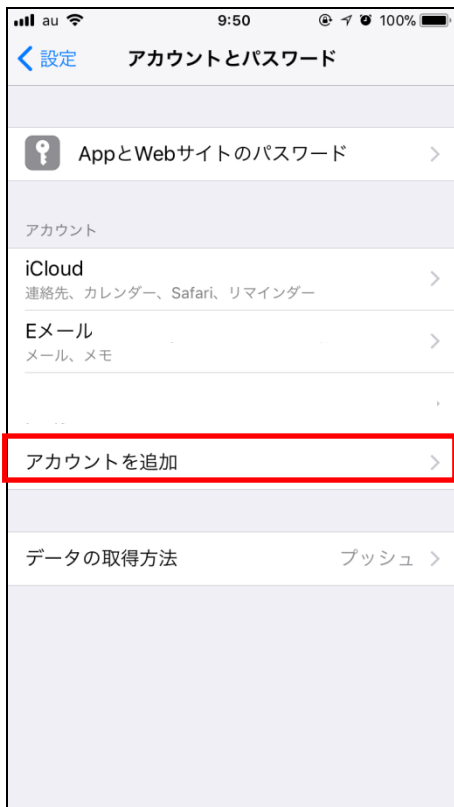 au 9:50 100%
設定 アカウントとパスワード
AppとWebサイトのパスワード
アカウント
iCloud
連絡先、カレンダー、Safari、リマインダー
Eメール
メール、メモ
アカウントを追加
データの取得方法 プッシュ